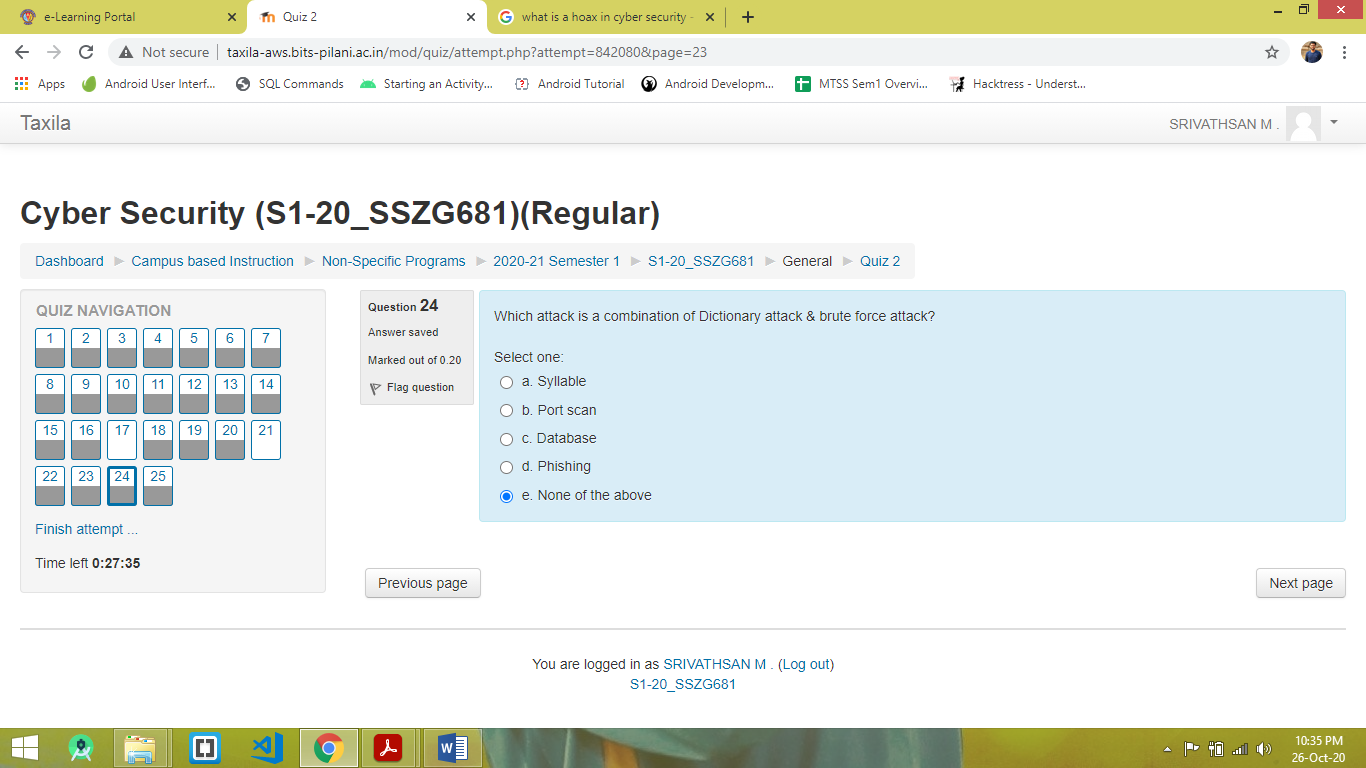 e-Learning Portal
Quiz 2
what is a hoax in cyber security -
Not secure
taxila-aws.bits-pilani.ac.in/mod/quiz/attempt.php?attempt=842080&page=23
Apps
Android User Interf...
SQL Commands
Starting an Activity...
Android Tutorial
Android Developm...
MTSS Sem1 Overvi...
Hacktress - Underst...
Taxila
SRIVATHSAN M .
Cyber Security (S1-20_SSZG681)(Regular)
Dashboard ► Campus based Instruction ► Non-Specific Programs ► 2020-21 Semester 1 ► S1-20_SSZG681 ► General ► Quiz 2
QUIZ NAVIGATION
1 2 3 4 5 6 7
8 9 10 11 12 13 14
15 16 17 18 19 20 21
22 23 24 25
Finish attempt ...
Time left 0:27:35
Question 24
Answer saved
Marked out of 0.20
Flag question
Which attack is a combination of Dictionary attack & brute force attack?
Select one:
a. Syllable
b. Port scan
c. Database
d. Phishing
e. None of the above
Previous page
Next page
You are logged in as SRIVATHSAN M . (Log out)
S1-20_SSZG681
10:35 PM
26-Oct-20